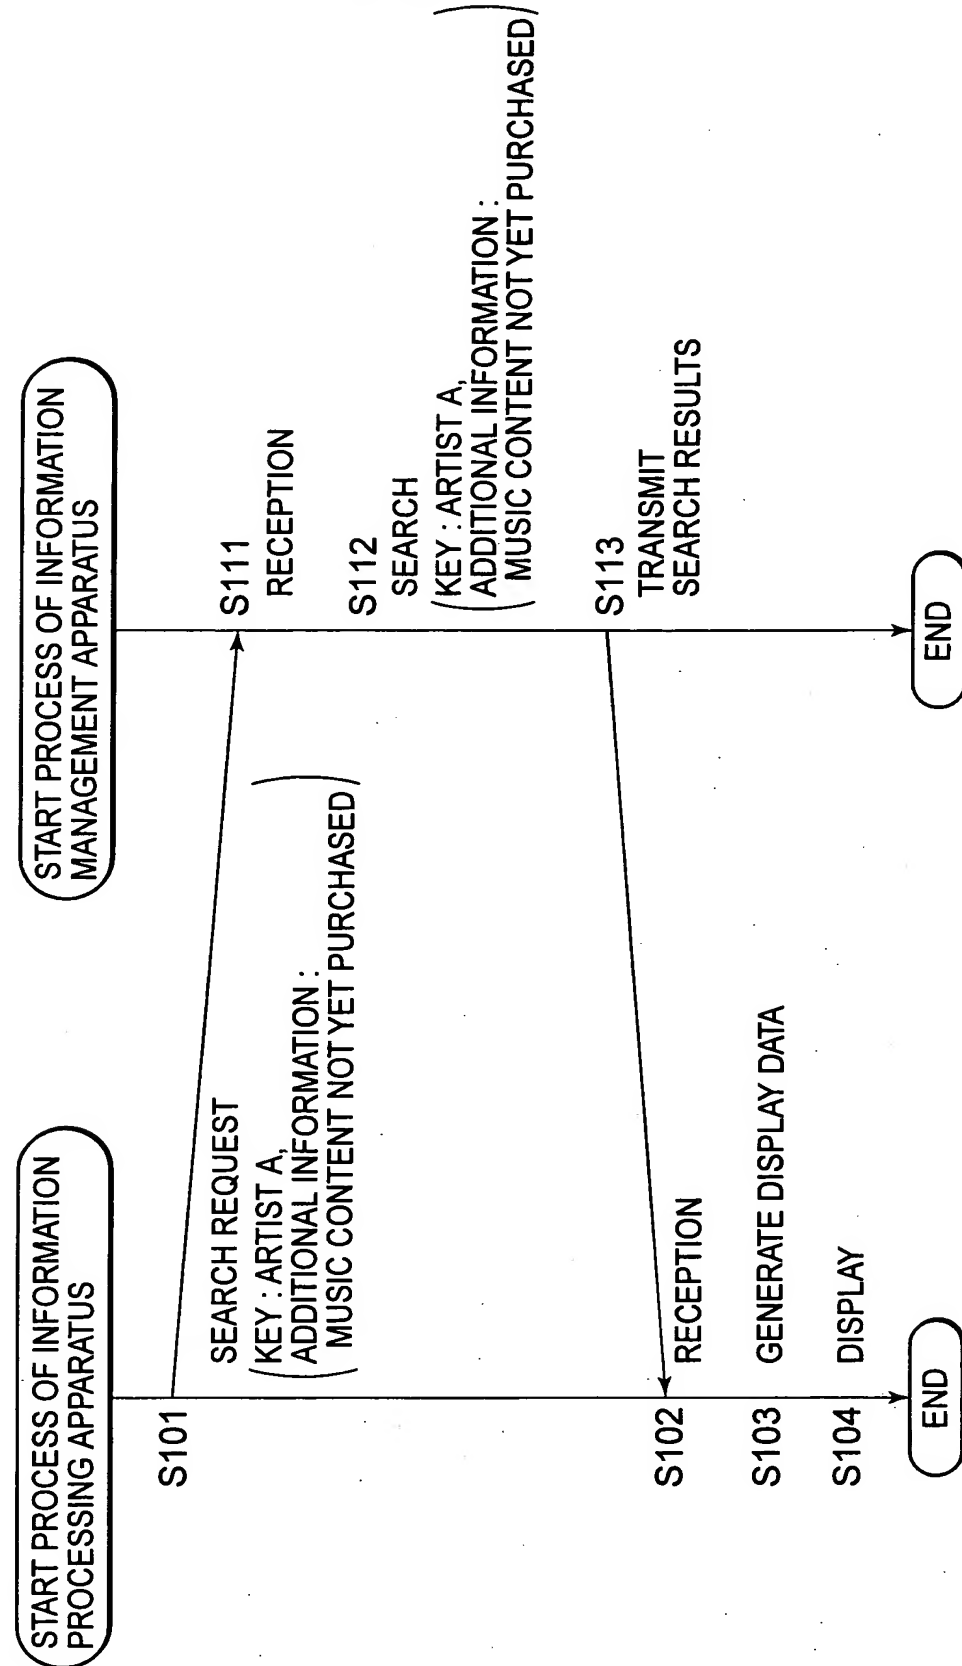 START PROCESS OF INFORMATION
PROCESSING APPARATUS
S101
SEARCH REQUEST
(KEY : ARTIST A,
ADDITIONAL INFORMATION :
MUSIC CONTENT NOT YET PURCHASED)
S102
RECEPTION
S103
GENERATE DISPLAY DATA
S104
DISPLAY
END
START PROCESS OF INFORMATION
MANAGEMENT APPARATUS
S111
RECEPTION
S112
SEARCH
(KEY : ARTIST A,
ADDITIONAL INFORMATION :
MUSIC CONTENT NOT YET PURCHASED)
S113
TRANSMIT
SEARCH RESULTS
END